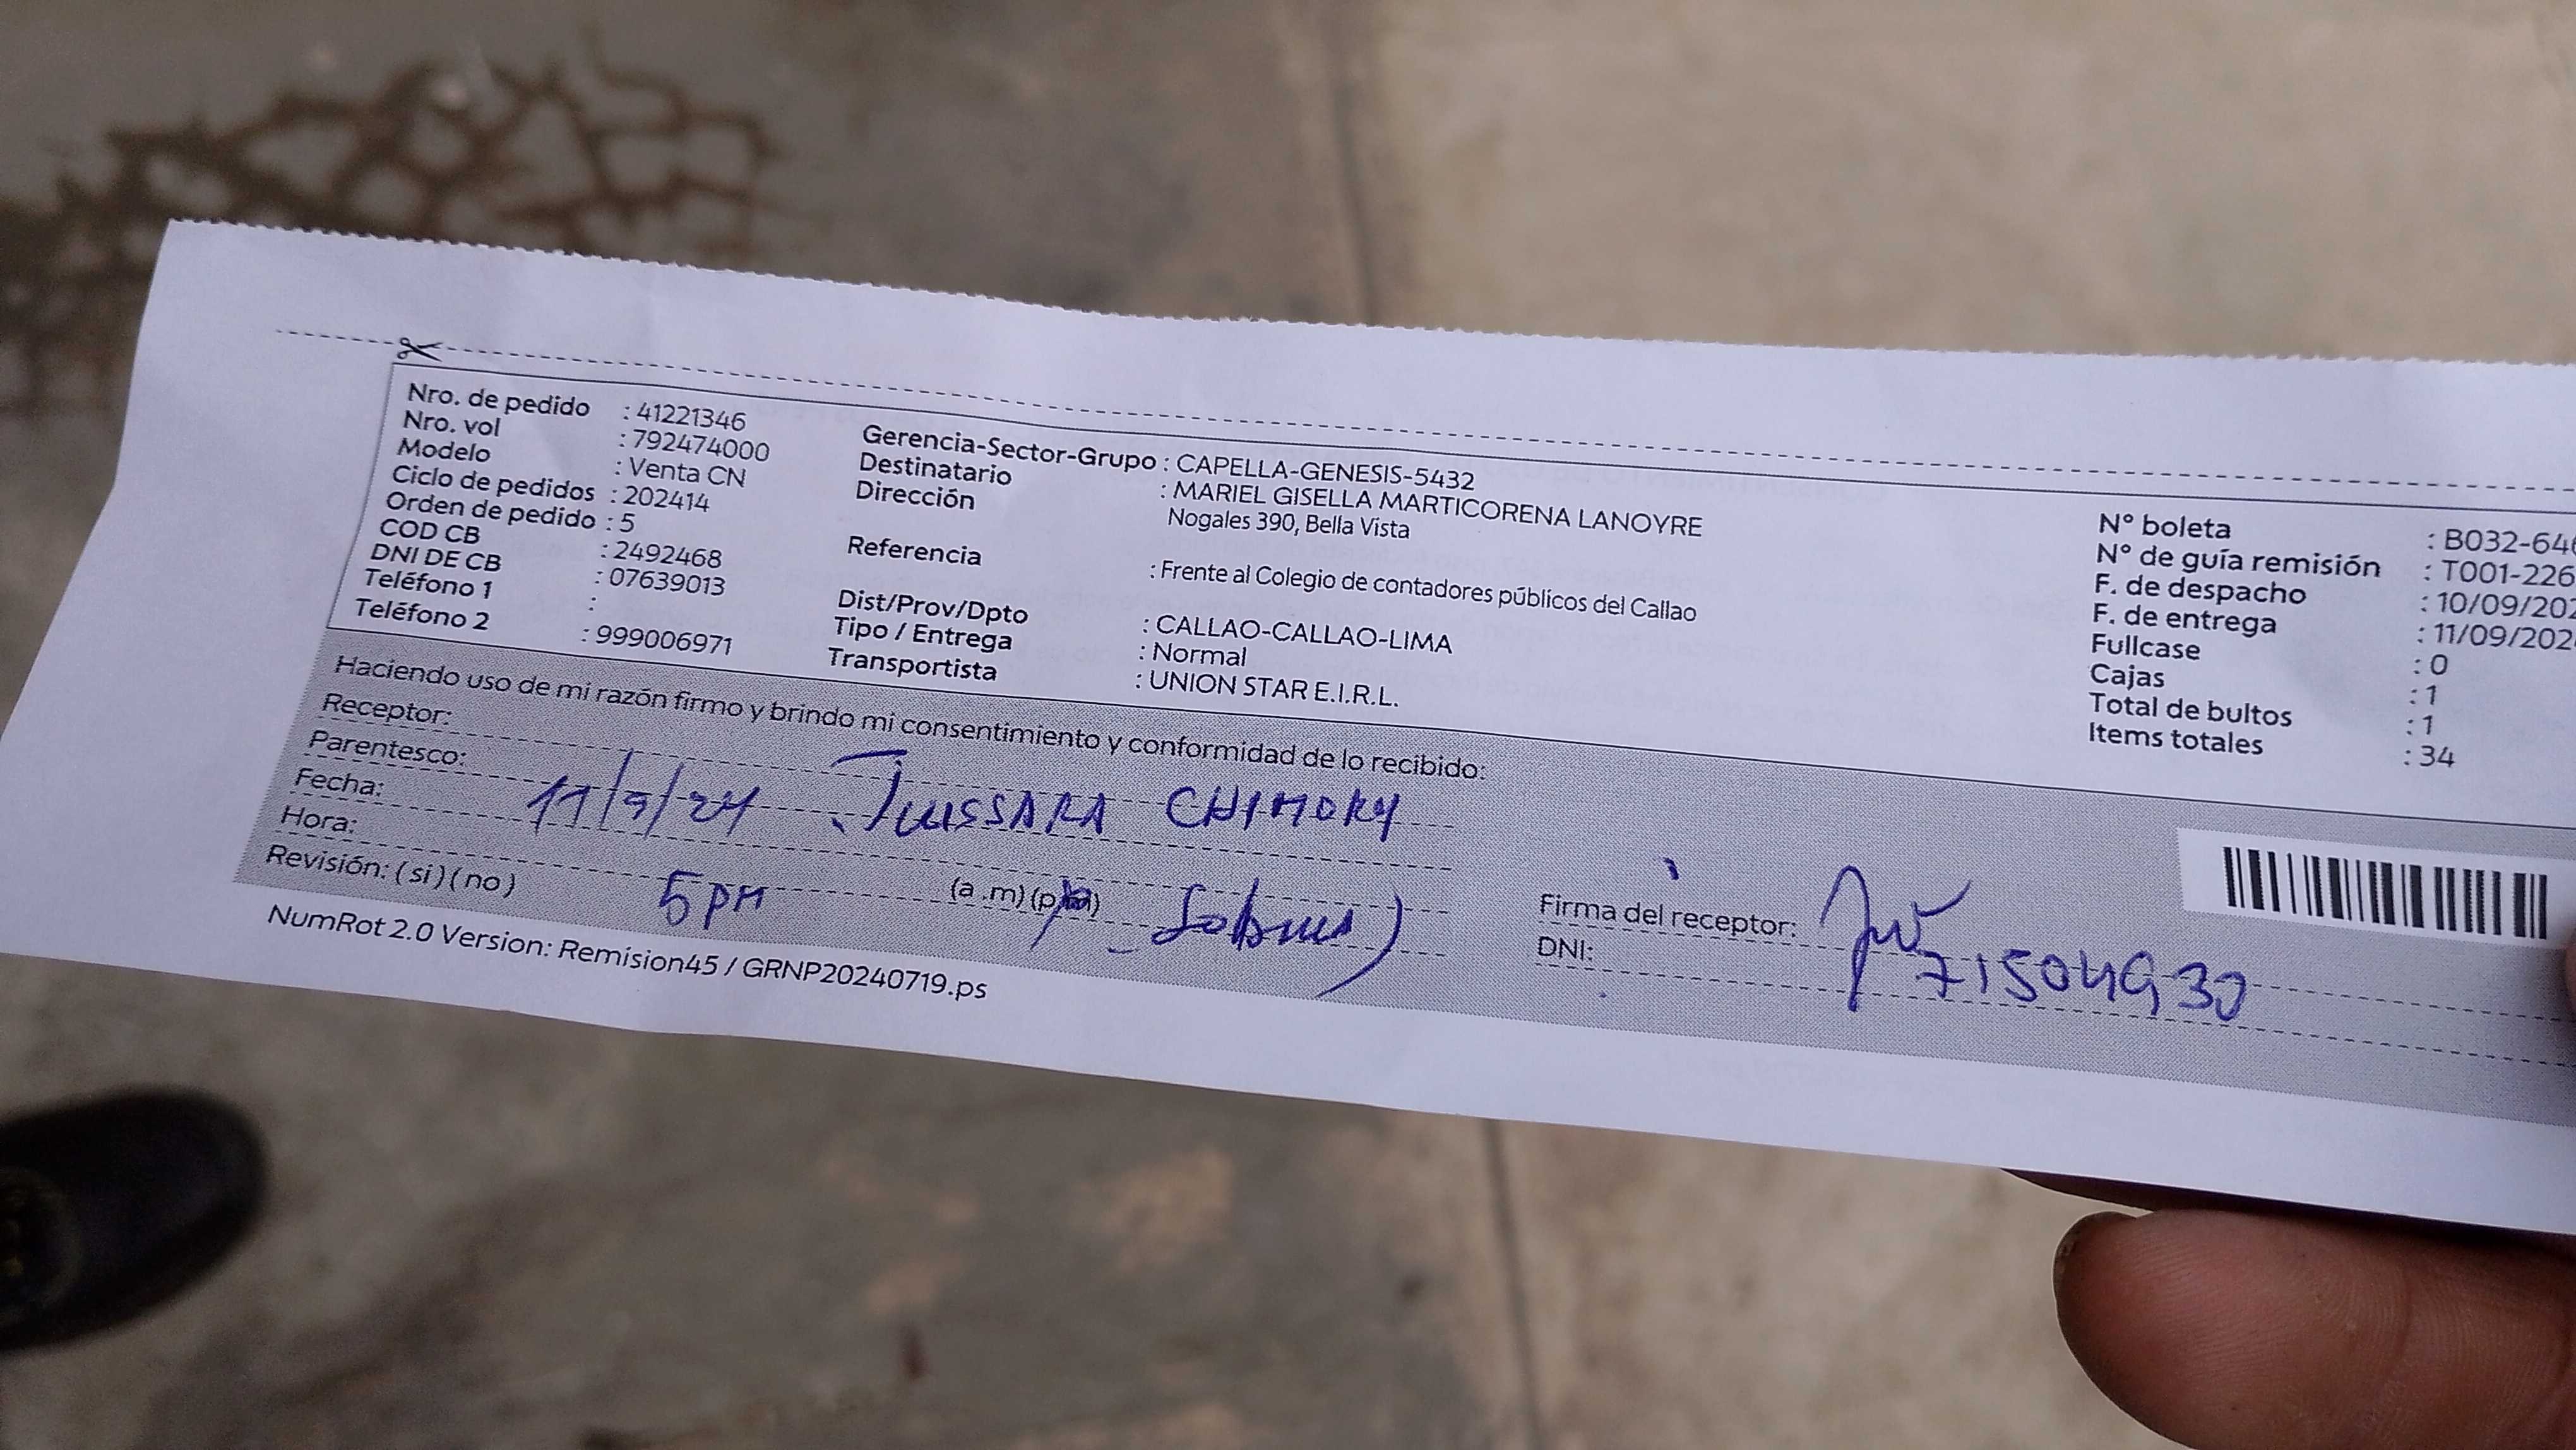 Nro. de pedido : 41221346
Nro. vol : 792474000
Modelo : Venta CN
Ciclo de pedidos : 202414
Orden de pedido : 5
COD CB : 2492468
DNI DE CB : 07639013
Teléfono 1 :
Teléfono 2 : 999006971
Gerencia-Sector-Grupo : CAPELLA-GENESIS-5432
Destinatario : MARIEL GISELLA MARTICORENA LANOYRE
Dirección Nogales 390, Bella Vista
Referencia : Frente al Colegio de contadores públicos del Callao
Dist/Prov/Dpto : CALLAO-CALLAO-LIMA
Tipo / Entrega : Normal
Transportista : UNION STAR E.I.R.L.
N° boleta : B032-64
N° de guía remisión : T001-226
F. de despacho : 10/09/202
F. de entrega : 11/09/202
Fullcase : 0
Cajas : 1
Total de bultos : 1
Items totales : 34
Haciendo uso de mi razón firmo y brindo mi consentimiento y conformidad de lo recibido:
Receptor:
Parentesco: JUISSARA CHIMOKY
Fecha: 11/9/24
Hora: 5 PM (a .m) (p
Revisión: ( si ) ( no )
Firma del receptor:
DNI: 71504930
NumRot 2.0 Version: Remision45 / GRNP20240719.ps